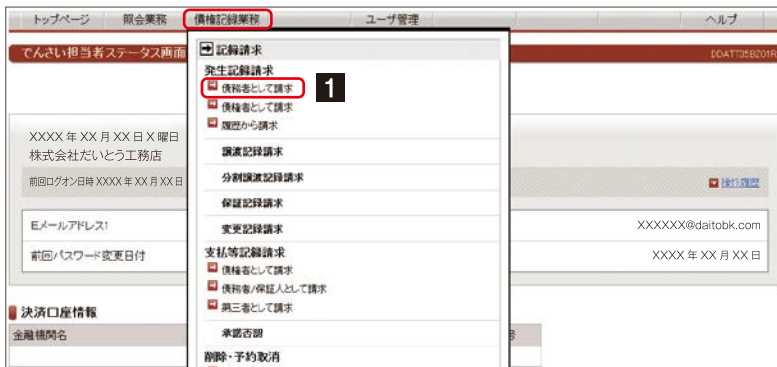 トップページ 照会業務 債権記録業務 ユーザ管理 ヘルプ
でんさい担当者ステータス画面
記録請求
発生記録請求
債務者として請求 1
債権者として請求
履歴から請求
XXXX 年 XX 月 XX 日 X 曜日
株式会社だいとう工務店
前回ログオン日時 XXXX 年 XX 月 XX 日
操作履歴
譲渡記録請求
分割譲渡記録請求
保証記録請求
変更記録請求
Eメールアドレス1 XXXXXX@daitobk.com
前回パスワード変更日付 XXXX 年 XX 月 XX 日
支払等記録請求
債権者として請求
債務者/保証人として請求
第三者として請求
承諾否認
削除・予約取消
決済口座情報
金融機関名